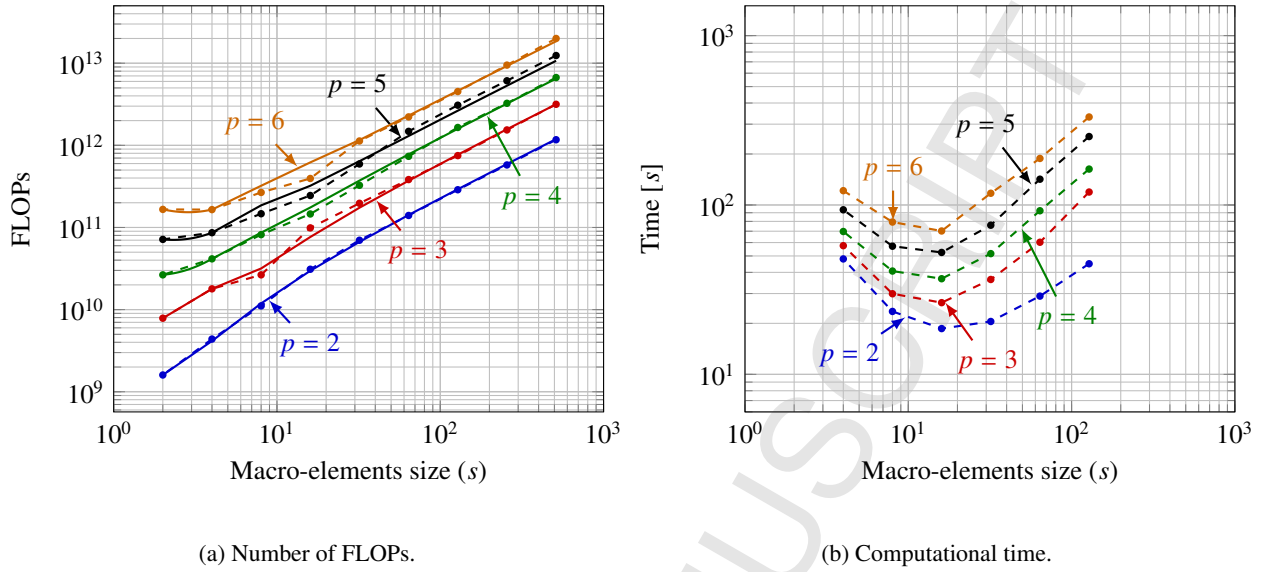 10^13
10^12
10^11
10^10
10^9
FLOPs
p = 6
p = 5
p = 4
p = 3
p = 2
10^0
10^1
10^2
10^3
Macro-elements size (s)
(a) Number of FLOPs.
10^3
10^2
10^1
Time [s]
p = 6
p = 5
p = 4
p = 3
p = 2
10^0
10^1
10^2
10^3
Macro-elements size (s)
(b) Computational time.
USCRIPT